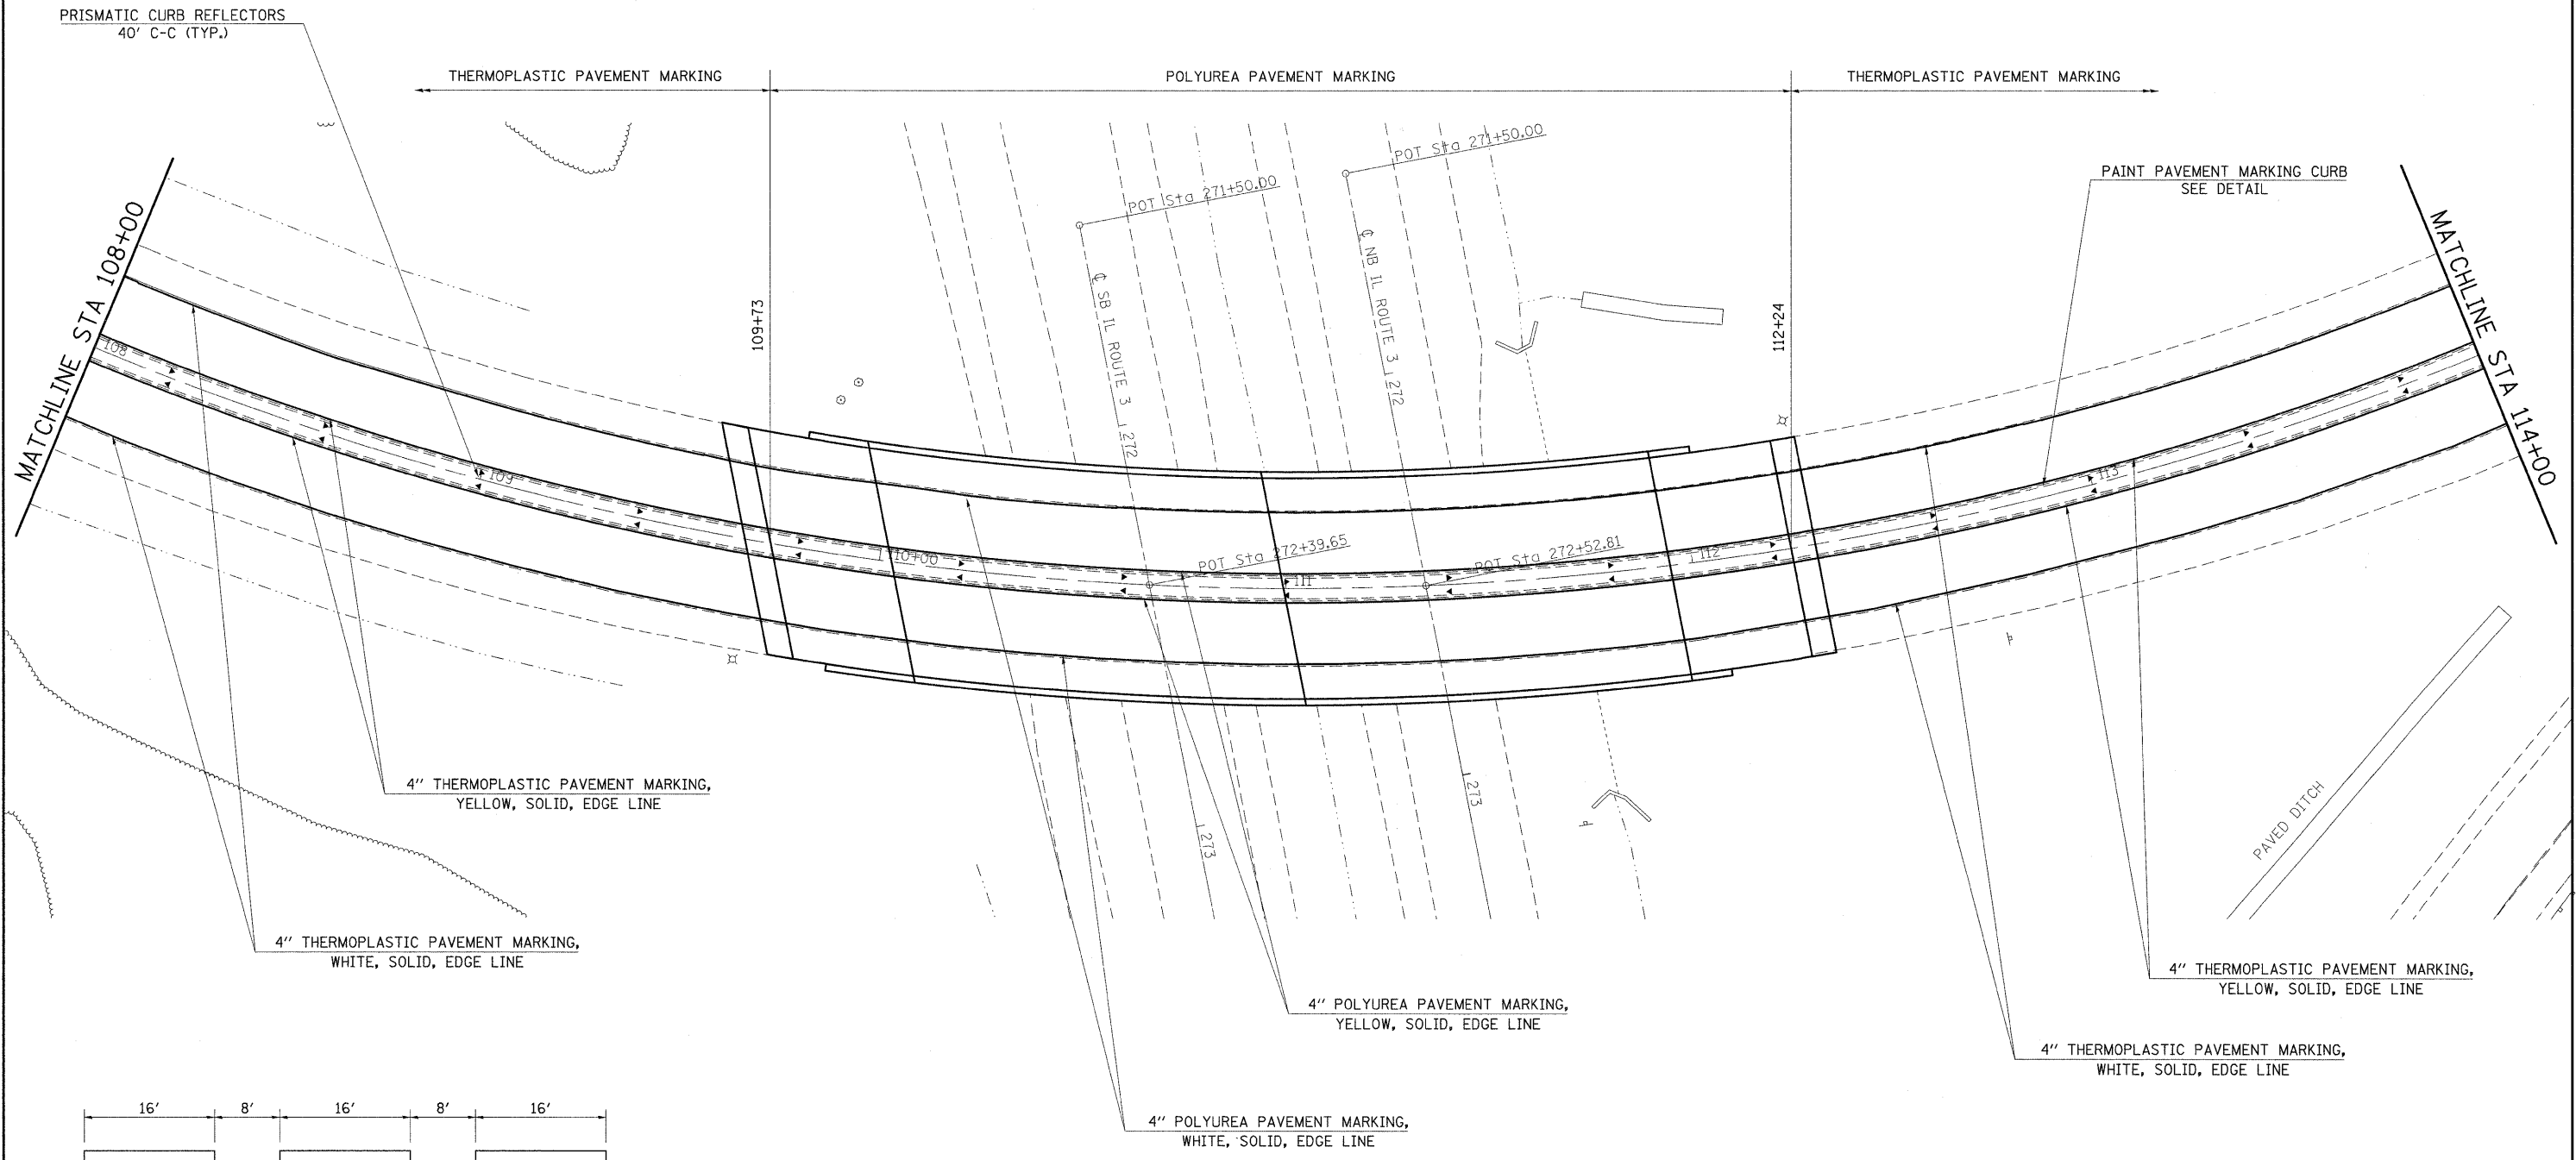 PRISMATIC CURB REFLECTORS
40' C-C (TYP.)
THERMOPLASTIC PAVEMENT MARKING
POLYUREA PAVEMENT MARKING
THERMOPLASTIC PAVEMENT MARKING
POT Sta 271+50.00
POT Sta 271+50.00
PAINT PAVEMENT MARKING CURB
SEE DETAIL
MATCHLINE STA 108+00
MATCHLINE STA 114+00
109+73
112+24
℄ SB IL ROUTE 3
272
℄ NB IL ROUTE 3
272
108
109
110+00
POT Sta 272+39.65
111
POT Sta 272+52.81
112
113
273
273
4" THERMOPLASTIC PAVEMENT MARKING,
YELLOW, SOLID, EDGE LINE
PAVED DITCH
4" THERMOPLASTIC PAVEMENT MARKING,
WHITE, SOLID, EDGE LINE
4" POLYUREA PAVEMENT MARKING,
YELLOW, SOLID, EDGE LINE
4" THERMOPLASTIC PAVEMENT MARKING,
YELLOW, SOLID, EDGE LINE
4" THERMOPLASTIC PAVEMENT MARKING,
WHITE, SOLID, EDGE LINE
4" POLYUREA PAVEMENT MARKING,
WHITE, SOLID, EDGE LINE
16' 8' 16' 8' 16'